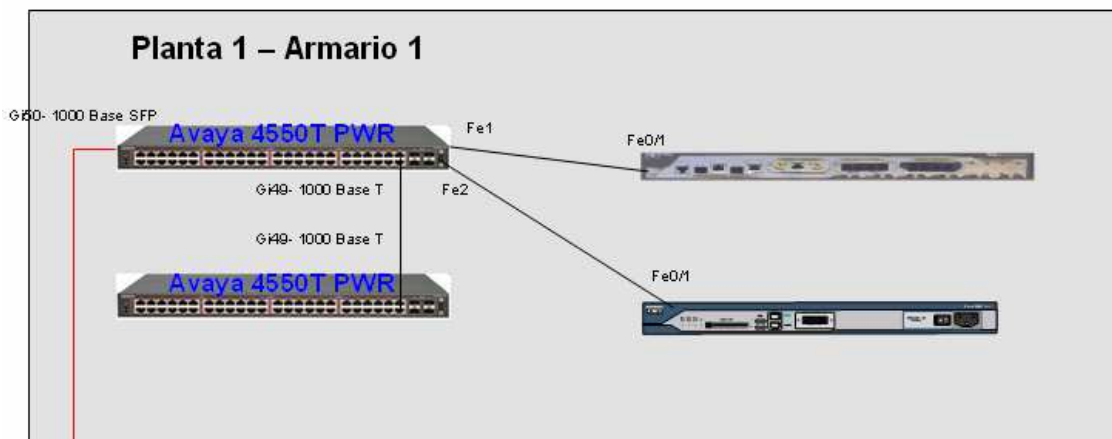 Planta 1 – Armario 1
Gi50- 1000 Base SFP
Avaya 4550T PWR
Fe1
Fe0/1
Gi49- 1000 Base T
Fe2
Gi49- 1000 Base T
Avaya 4550T PWR
Fe0/1